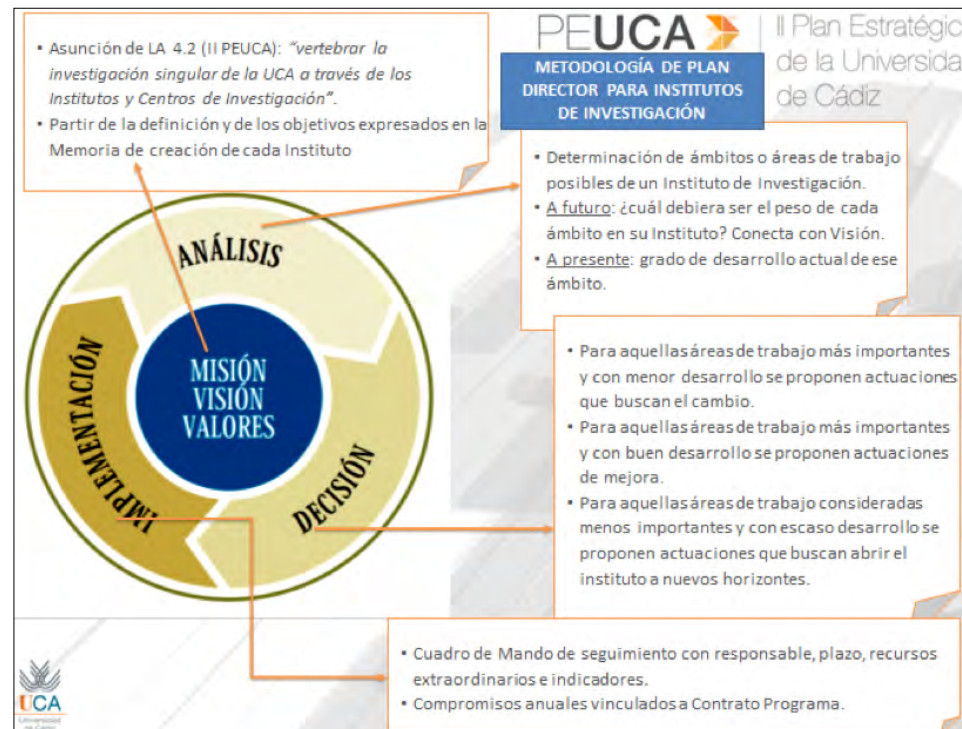 • Asunción de LA 4.2 (II PEUCA): “vertebrar la
investigación singular de la UCA a través de los
Institutos y Centros de Investigación”.
• Partir de la definición y de los objetivos expresados en la
Memoria de creación de cada Instituto
PEUCA
II Plan Estratégic
de la Universida
de Cádiz
METODOLOGÍA DE PLAN
DIRECTOR PARA INSTITUTOS
DE INVESTIGACIÓN
• Determinación de ámbitos o áreas de trabajo
posibles de un Instituto de Investigación.
• A futuro: ¿cuál debiera ser el peso de cada
ámbito en su Instituto? Conecta con Visión.
• A presente: grado de desarrollo actual de ese
ámbito.
ANÁLISIS
MISIÓN
VISIÓN
VALORES
IMPLEMENTACIÓN
DECISIÓN
• Para aquellas áreas de trabajo más importantes
y con menor desarrollo se proponen actuaciones
que buscan el cambio.
• Para aquellas áreas de trabajo más importantes
y con buen desarrollo se proponen actuaciones
de mejora.
• Para aquellas áreas de trabajo consideradas
menos importantes y con escaso desarrollo se
proponen actuaciones que buscan abrir el
instituto a nuevos horizontes.
• Cuadro de Mando de seguimiento con responsable, plazo, recursos
extraordinarios e indicadores.
• Compromisos anuales vinculados a Contrato Programa.
UCA
Universidad
de Cádiz